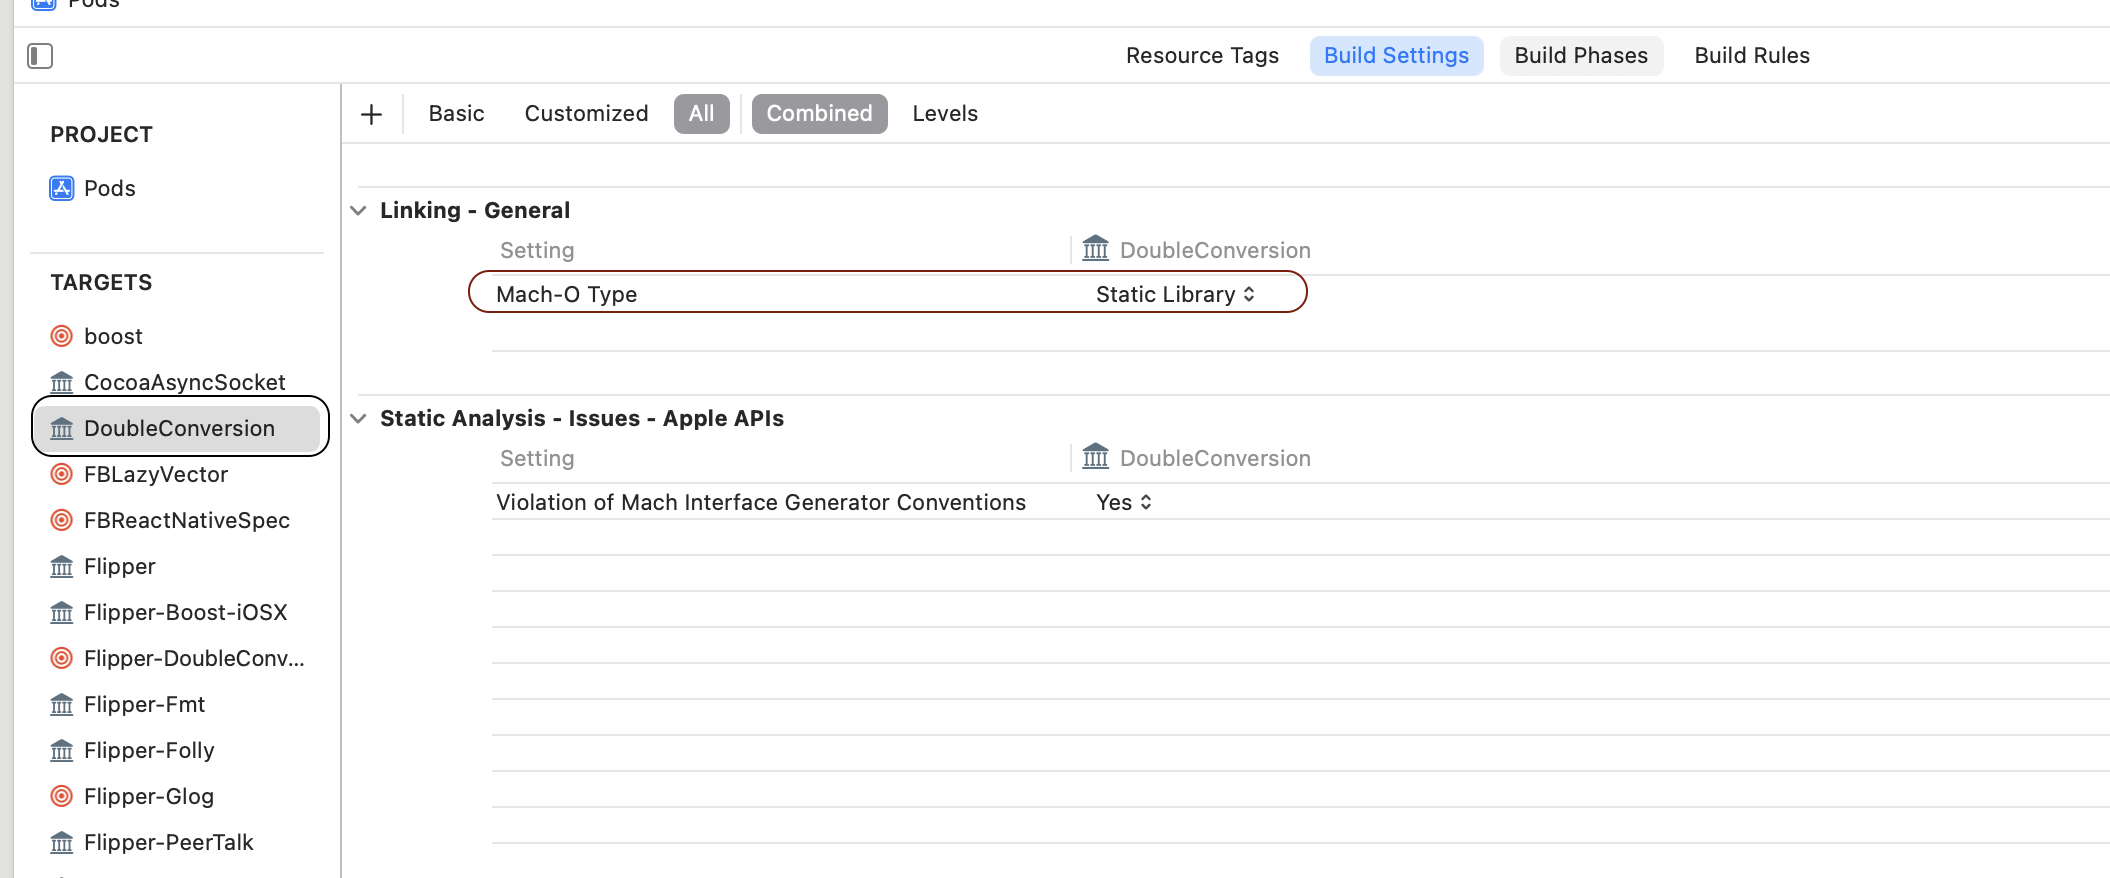 Pods
Resource Tags Build Settings Build Phases Build Rules
Basic Customized All Combined Levels
PROJECT
Pods
TARGETS
boost
CocoaAsyncSocket
DoubleConversion
FBLazyVector
FBReactNativeSpec
Flipper
Flipper-Boost-iOSX
Flipper-DoubleConv...
Flipper-Fmt
Flipper-Folly
Flipper-Glog
Flipper-PeerTalk
Linking - General
Setting DoubleConversion
Mach-O Type Static Library
Static Analysis - Issues - Apple APIs
Setting DoubleConversion
Violation of Mach Interface Generator Conventions Yes